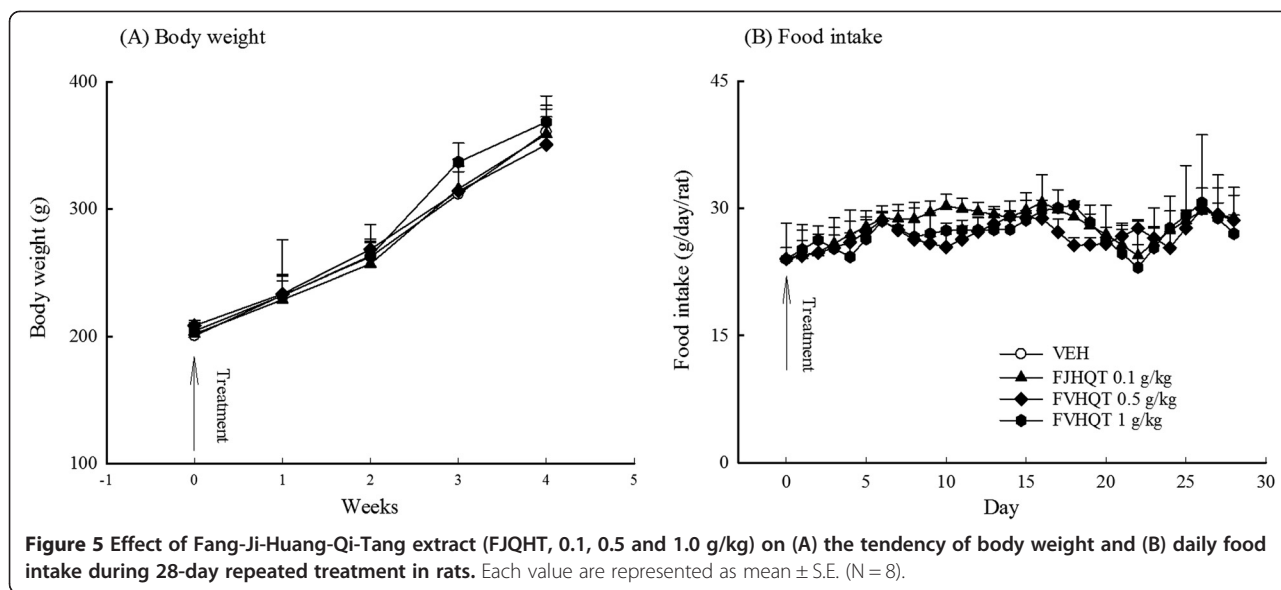 (A) Body weight
400
300
200
100
Body weight (g)
Treatment
-1
0
1
2
3
4
5
Weeks
(B) Food intake
45
30
15
0
Food intake (g/day/rat)
Treatment
VEH
FJHQT 0.1 g/kg
FVHQT 0.5 g/kg
FVHQT 1 g/kg
0
5
10
15
20
25
30
Day
Figure 5 Effect of Fang-Ji-Huang-Qi-Tang extract (FJQHT, 0.1, 0.5 and 1.0 g/kg) on (A) the tendency of body weight and (B) daily food
intake during 28-day repeated treatment in rats. Each value are represented as mean ± S.E. (N = 8).